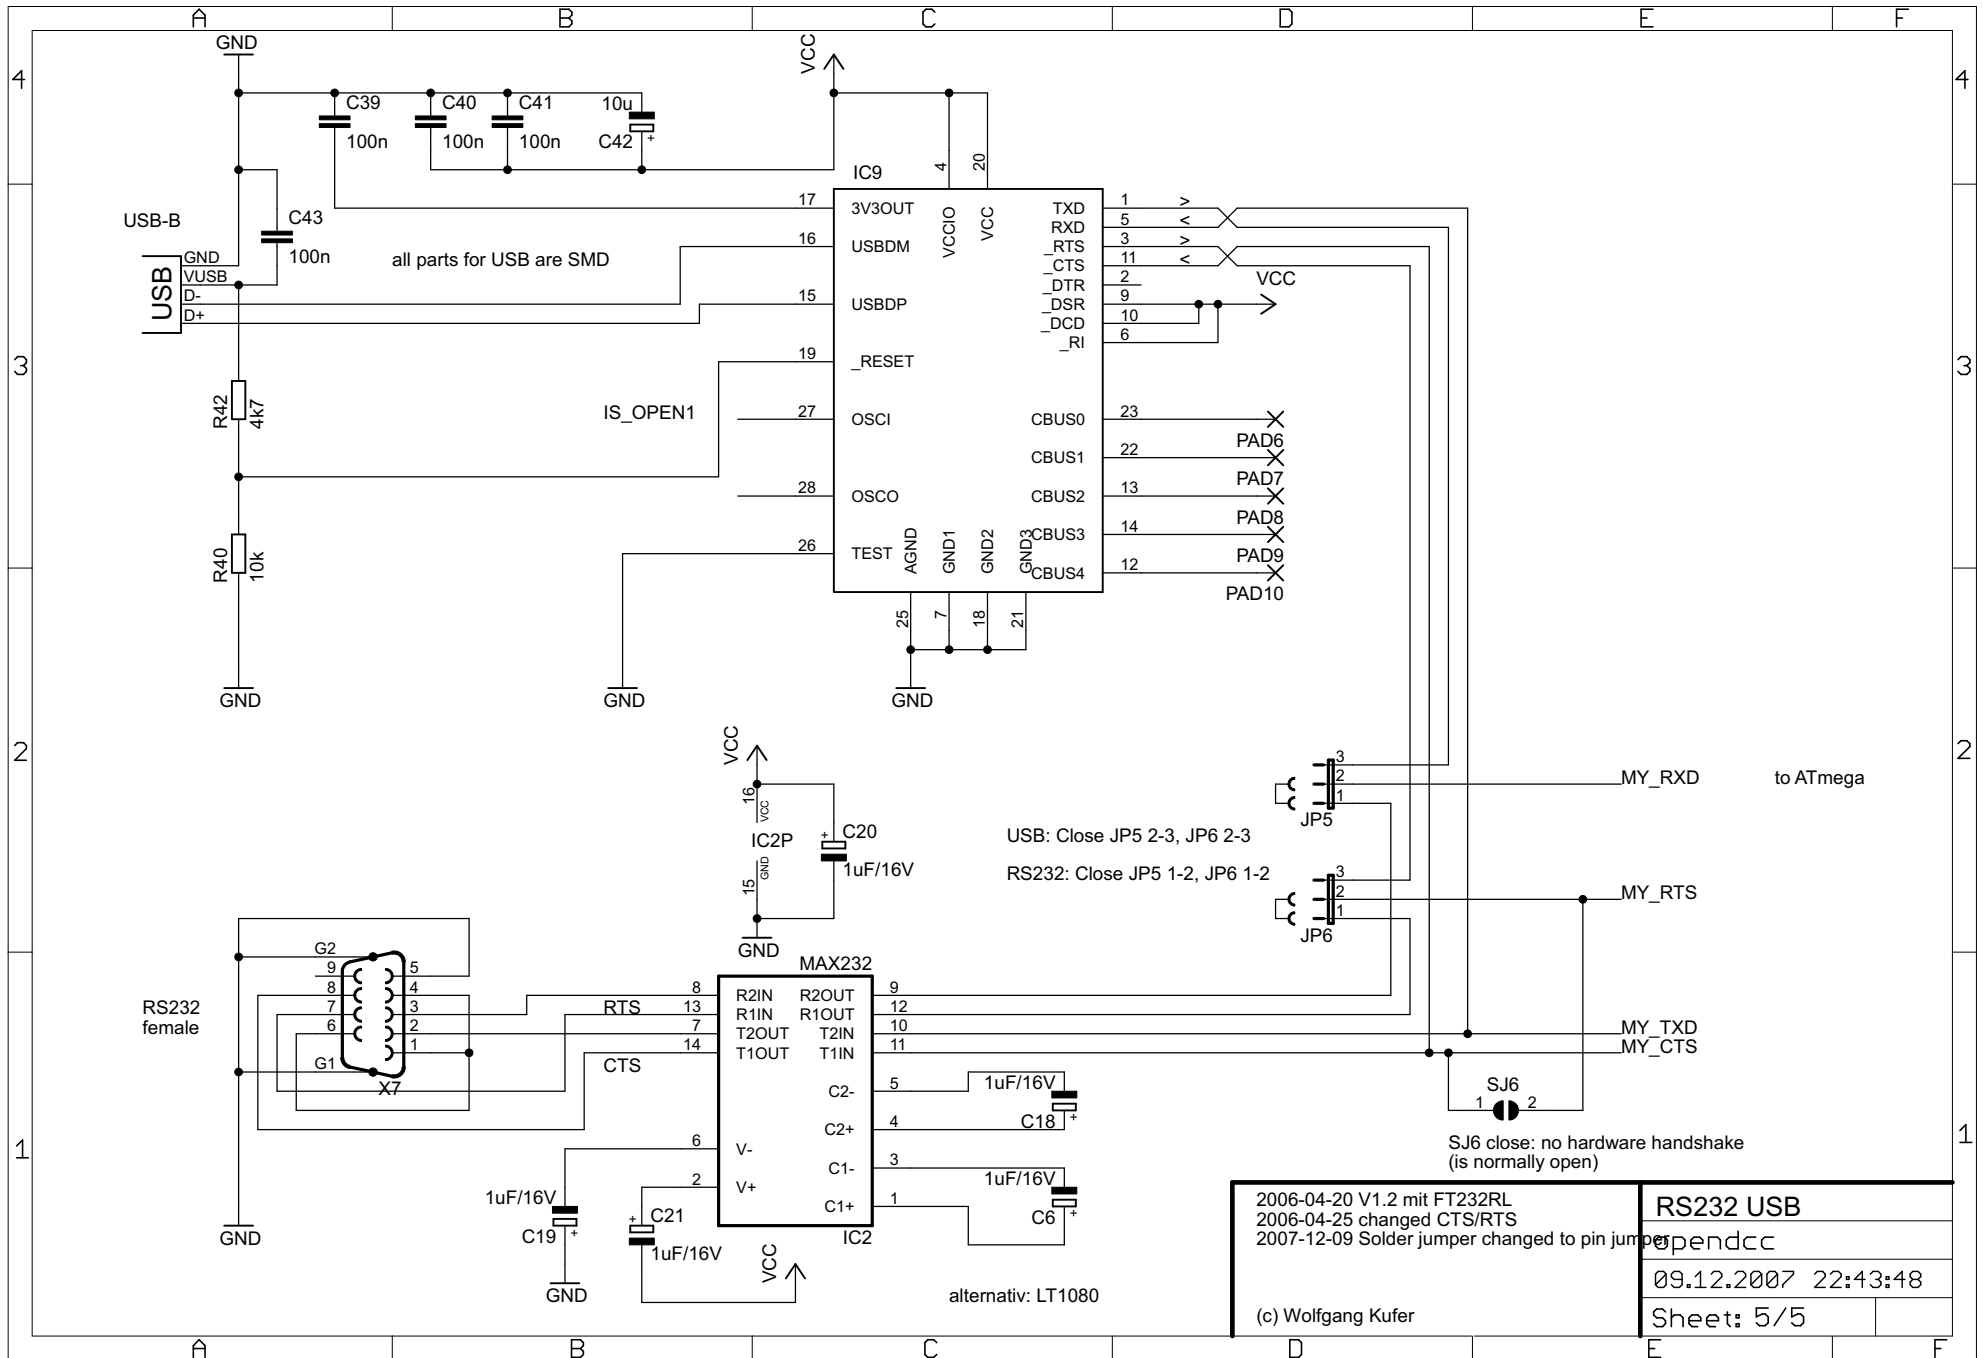 A B C D E F
4 4
GND
VCC
C39
100n
C40
100n
C41
100n
10u
C42
+
4
20
IC9
USB-B
C43
100n
all parts for USB are SMD
USB
GND
VUSB
D-
D+
17 3V3OUT
16 USBDM
15 USBDP
19 _RESET
27 OSCI
28 OSCO
26 TEST
VCCIO
VCC
TXD 1 >
RXD 5 <
_RTS 3 >
_CTS 11 <
_DTR 2
_DSR 9
_DCD 10
_RI 6
VCC
CBUS0 23
PAD6
CBUS1 22
PAD7
CBUS2 13
PAD8
CBUS3 14
PAD9
CBUS4 12
PAD10
AGND
GND1
GND2
GND3
25
7
18
21
3 3
R42
4k7
IS_OPEN1
R40
10k
GND
GND
GND
2 2
VCC
16
VCC
IC2P
15
GND
+
C20
1uF/16V
GND
USB: Close JP5 2-3, JP6 2-3
RS232: Close JP5 1-2, JP6 1-2
3
2
1
JP5
3
2
1
JP6
MY_RXD
to ATmega
MY_RTS
MY_TXD
MY_CTS
RS232
female
G2
9
8
7
6
G1
5
4
3
2
1
X7
RTS
CTS
MAX232
8 R2IN R2OUT 9
13 R1IN R1OUT 12
7 T2OUT T2IN 10
14 T1OUT T1IN 11
C2- 5
C2+ 4
6 V-
C1- 3
2 V+
C1+ 1
IC2
1uF/16V
C18
+
1uF/16V
C6
+
1uF/16V
C19
+
+
C21
1uF/16V
VCC
GND
GND
alternativ: LT1080
SJ6
1 2
SJ6 close: no hardware handshake
(is normally open)
1 1
2006-04-20 V1.2 mit FT232RL
2006-04-25 changed CTS/RTS
2007-12-09 Solder jumper changed to pin jumper
(c) Wolfgang Kufer
RS232 USB
opendcc
09.12.2007 22:43:48
Sheet: 5/5
A B C D E F